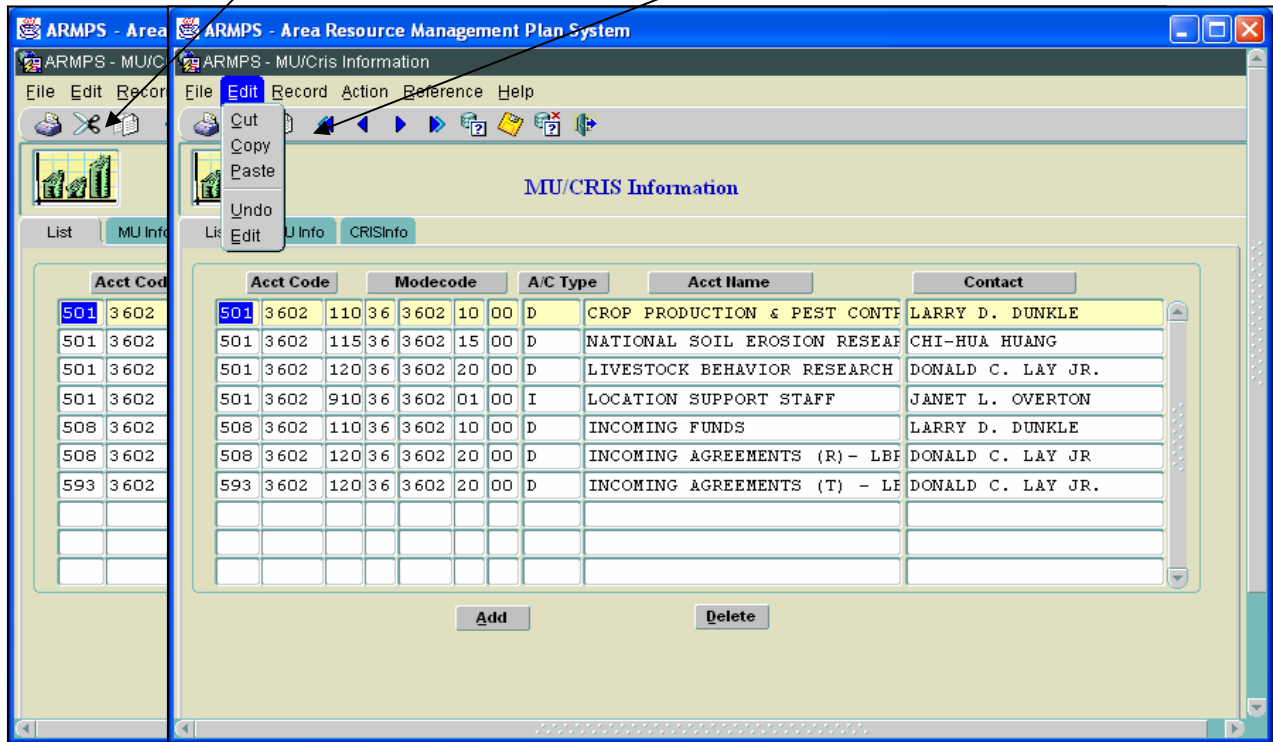 ARMPS - Area
ARMPS - MU/C
File Edit Recor
List MU Info
Acct Cod
501 3602
501 3602
501 3602
501 3602
508 3602
508 3602
593 3602
ARMPS - Area Resource Management Plan System
ARMPS - MU/Cris Information
File Edit Record Action Reference Help
Cut
Copy
Paste
Undo
Edit
MU/CRIS Information
Lis U Info CRISInfo
Acct Code Modecode A/C Type Acct Name Contact
501 3602 110 36 3602 10 00 D CROP PRODUCTION & PEST CONTR LARRY D. DUNKLE
501 3602 115 36 3602 15 00 D NATIONAL SOIL EROSION RESEAR CHI-HUA HUANG
501 3602 120 36 3602 20 00 D LIVESTOCK BEHAVIOR RESEARCH DONALD C. LAY JR.
501 3602 910 36 3602 01 00 I LOCATION SUPPORT STAFF JANET L. OVERTON
508 3602 110 36 3602 10 00 D INCOMING FUNDS LARRY D. DUNKLE
508 3602 120 36 3602 20 00 D INCOMING AGREEMENTS (R)- LBR DONALD C. LAY JR
593 3602 120 36 3602 20 00 D INCOMING AGREEMENTS (T) - LB DONALD C. LAY JR.
Add Delete